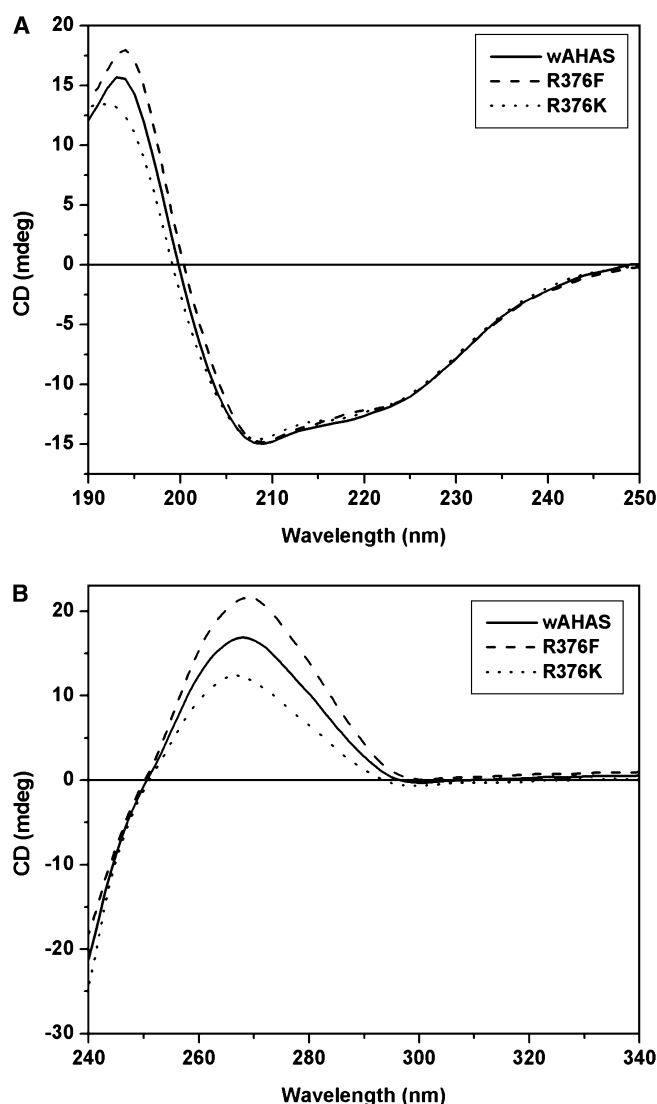 A
20
15
10
5
0
-5
-10
-15
CD (mdeg)
wAHAS
R376F
R376K
190 200 210 220 230 240 250
Wavelength (nm)
B
20
10
0
-10
-20
-30
CD (mdeg)
wAHAS
R376F
R376K
240 260 280 300 320 340
Wavelength (nm)